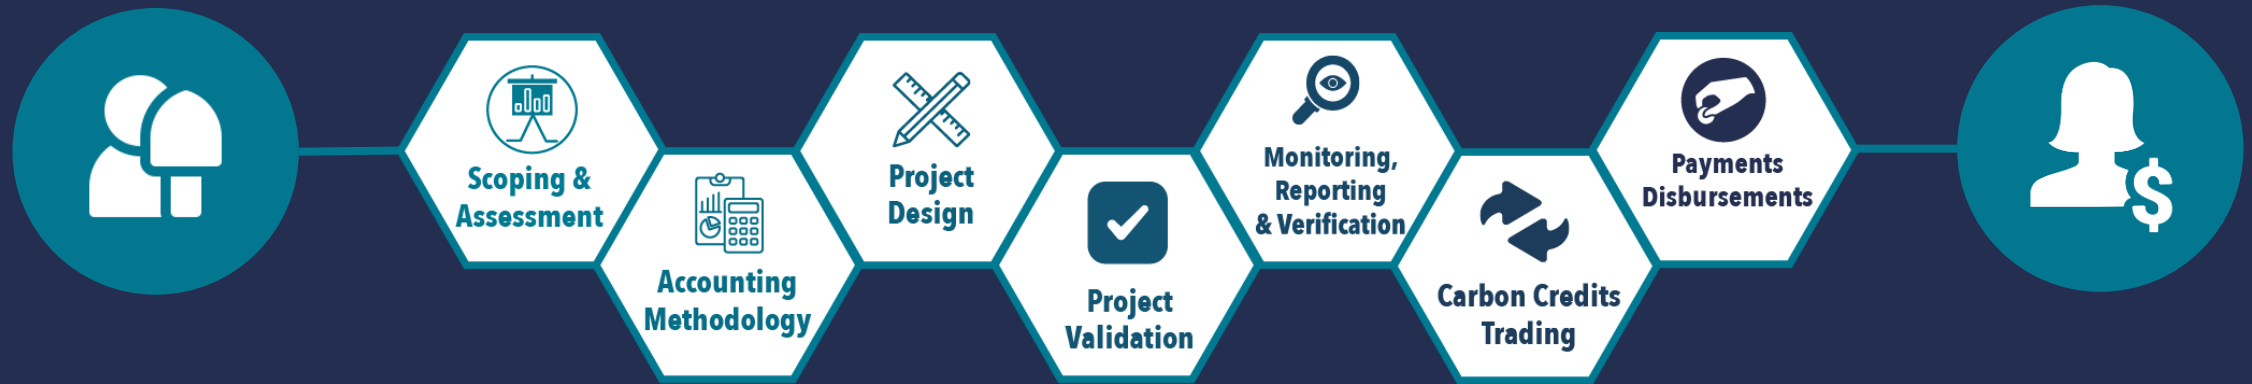 Scoping &
Assessment
Accounting
Methodology
Project
Design
Project
Validation
Monitoring,
Reporting
& Verification
Carbon Credits
Trading
Payments
Disbursements
$